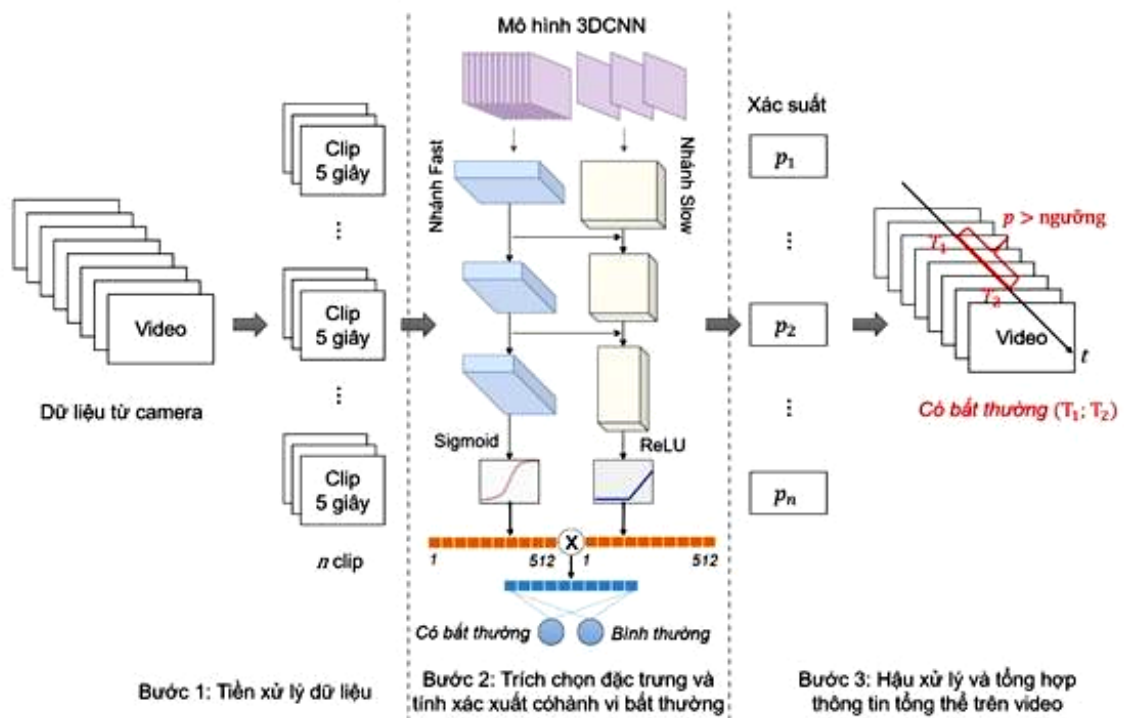 Mô hình 3DCNN
Nhánh Fast
Nhánh Slow
Clip
5 giây
⋮
Clip
5 giây
⋮
Clip
5 giây
n clip
Video
Dữ liệu từ camera
Sigmoid
ReLU
1
512
X
1
512
Có bất thường
Bình thường
Xác suất
p₁
⋮
p₂
⋮
pₙ
p > ngưỡng
T₁
T₂
Video
t
Có bất thường (T₁; T₂)
Bước 1: Tiền xử lý dữ liệu
Bước 2: Trích chọn đặc trưng và
tính xác xuất cóhành vi bất thường
Bước 3: Hậu xử lý và tổng hợp
thông tin tổng thể trên video